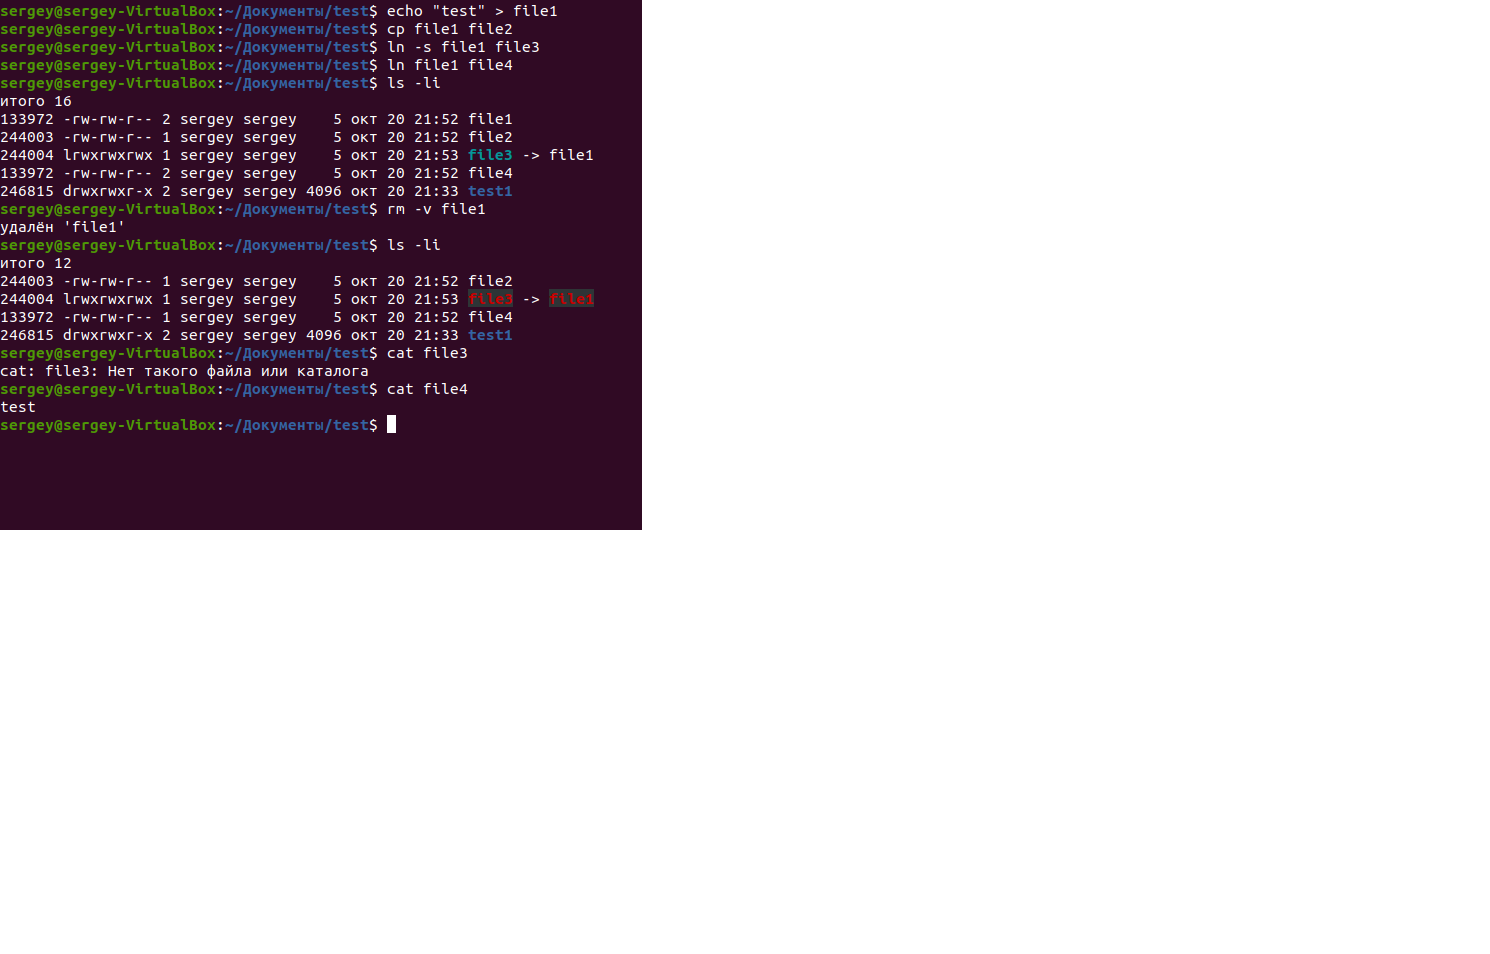 sergey@sergey-VirtualBox:~/Документы/test$ echo "test" > file1
sergey@sergey-VirtualBox:~/Документы/test$ cp file1 file2
sergey@sergey-VirtualBox:~/Документы/test$ ln -s file1 file3
sergey@sergey-VirtualBox:~/Документы/test$ ln file1 file4
sergey@sergey-VirtualBox:~/Документы/test$ ls -li
итого 16
133972 -rw-rw-r-- 2 sergey sergey    5 окт 20 21:52 file1
244003 -rw-rw-r-- 1 sergey sergey    5 окт 20 21:52 file2
244004 lrwxrwxrwx 1 sergey sergey    5 окт 20 21:53 file3 -> file1
133972 -rw-rw-r-- 2 sergey sergey    5 окт 20 21:52 file4
246815 drwxrwxr-x 2 sergey sergey 4096 окт 20 21:33 test1
sergey@sergey-VirtualBox:~/Документы/test$ rm -v file1
удалён 'file1'
sergey@sergey-VirtualBox:~/Документы/test$ ls -li
итого 12
244003 -rw-rw-r-- 1 sergey sergey    5 окт 20 21:52 file2
244004 lrwxrwxrwx 1 sergey sergey    5 окт 20 21:53 file3 -> file1
133972 -rw-rw-r-- 1 sergey sergey    5 окт 20 21:52 file4
246815 drwxrwxr-x 2 sergey sergey 4096 окт 20 21:33 test1
sergey@sergey-VirtualBox:~/Документы/test$ cat file3
cat: file3: Нет такого файла или каталога
sergey@sergey-VirtualBox:~/Документы/test$ cat file4
test
sergey@sergey-VirtualBox:~/Документы/test$